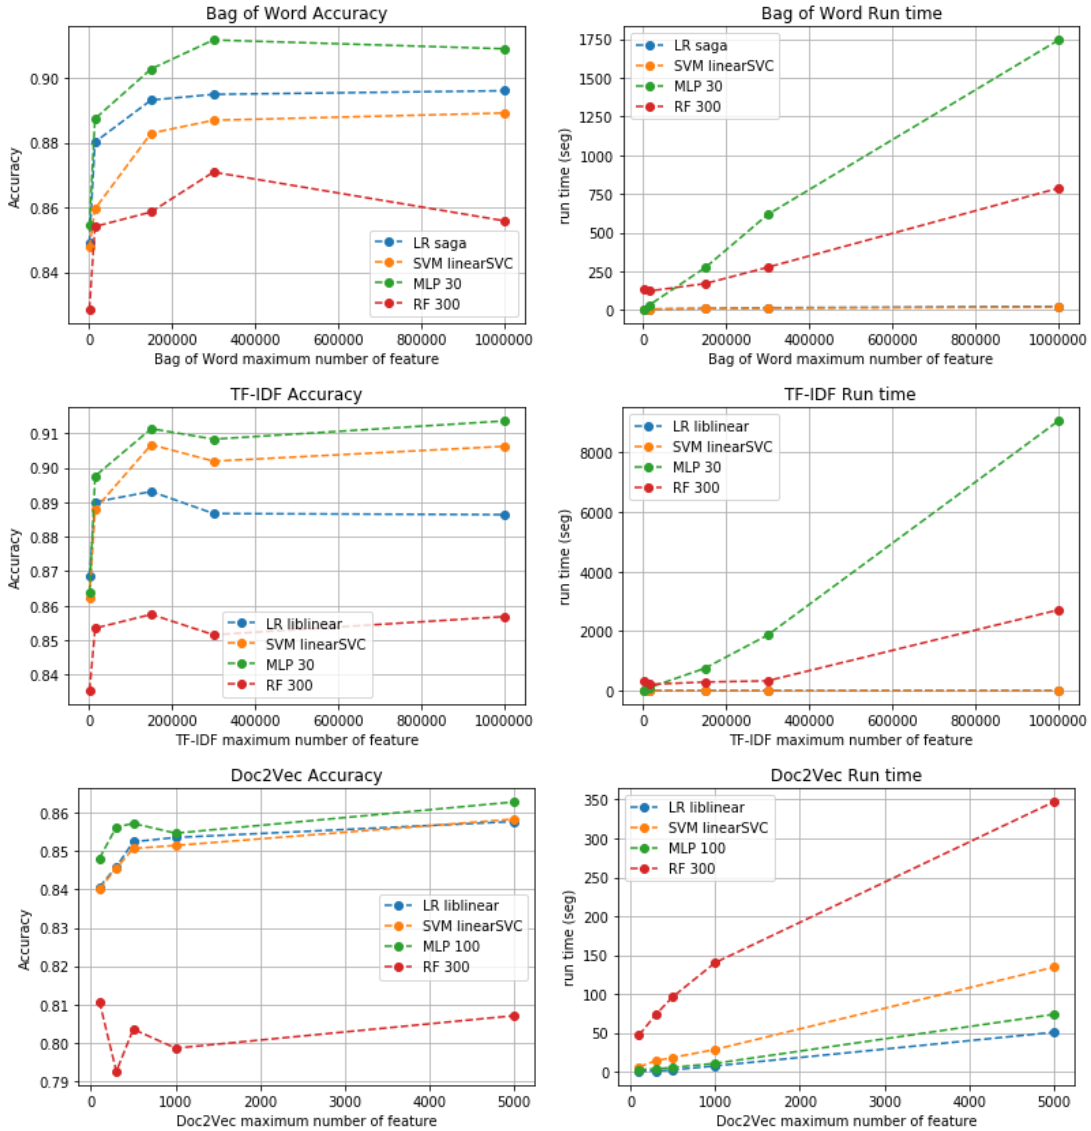 Bag of Word Accuracy
0.90
0.88
0.86
0.84
Accuracy
LR saga
SVM linearSVC
MLP 30
RF 300
0 200000 400000 600000 800000 1000000
Bag of Word maximum number of feature
Bag of Word Run time
1750
1500
1250
1000
750
500
250
0
run time (seg)
LR saga
SVM linearSVC
MLP 30
RF 300
0 200000 400000 600000 800000 1000000
Bag of Word maximum number of feature
TF-IDF Accuracy
0.91
0.90
0.89
0.88
0.87
0.86
0.85
0.84
Accuracy
LR liblinear
SVM linearSVC
MLP 30
RF 300
0 200000 400000 600000 800000 1000000
TF-IDF maximum number of feature
TF-IDF Run time
8000
6000
4000
2000
0
run time (seg)
LR liblinear
SVM linearSVC
MLP 30
RF 300
0 200000 400000 600000 800000 1000000
TF-IDF maximum number of feature
Doc2Vec Accuracy
0.86
0.85
0.84
0.83
0.82
0.81
0.80
0.79
Accuracy
LR liblinear
SVM linearSVC
MLP 100
RF 300
0 1000 2000 3000 4000 5000
Doc2Vec maximum number of feature
Doc2Vec Run time
350
300
250
200
150
100
50
0
run time (seg)
LR liblinear
SVM linearSVC
MLP 100
RF 300
0 1000 2000 3000 4000 5000
Doc2Vec maximum number of feature